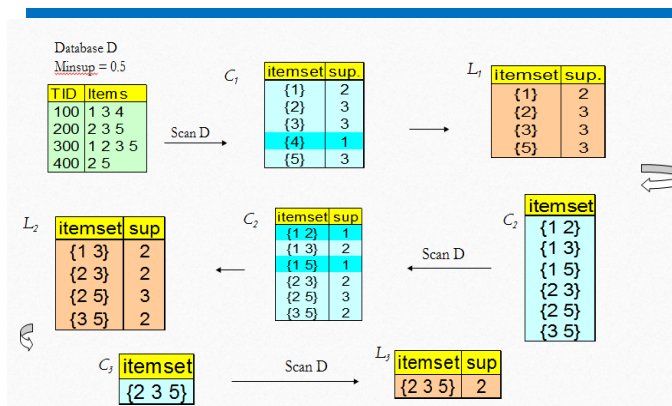 Database D
Minsup = 0.5
TID Items
100 1 3 4
200 2 3 5
300 1 2 3 5
400 2 5
Scan D
C1
itemset sup.
{1} 2
{2} 3
{3} 3
{4} 1
{5} 3
L1
itemset sup.
{1} 2
{2} 3
{3} 3
{5} 3
L2
itemset sup
{1 3} 2
{2 3} 2
{2 5} 3
{3 5} 2
C2
itemset sup
{1 2} 1
{1 3} 2
{1 5} 1
{2 3} 2
{2 5} 3
{3 5} 2
Scan D
C2
itemset
{1 2}
{1 3}
{1 5}
{2 3}
{2 5}
{3 5}
C3
itemset
{2 3 5}
Scan D
L3
itemset sup
{2 3 5} 2